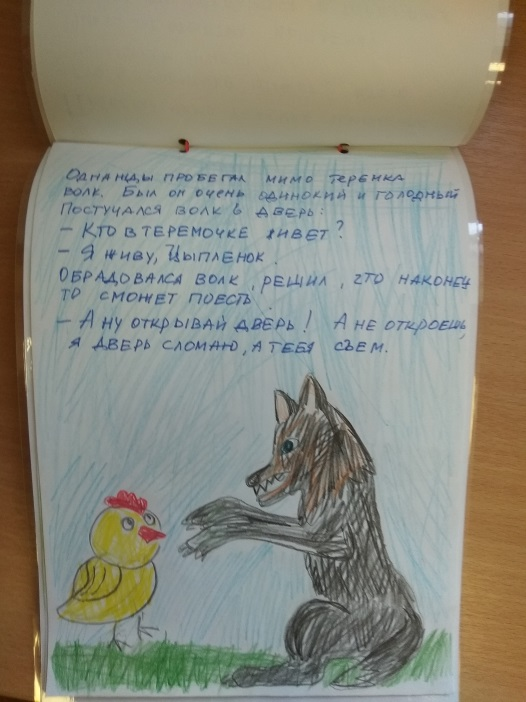 Однажды пробегал мимо теремка
волк. Был он очень одинокий и голодный
Постучался волк в дверь:
– Кто в теремочке живет?
– Я живу, Цыпленок.
Обрадовался волк, решил, что наконец
то сможет поесть.
– А ну открывай дверь! А не откроешь,
я дверь сломаю, а тебя съем.